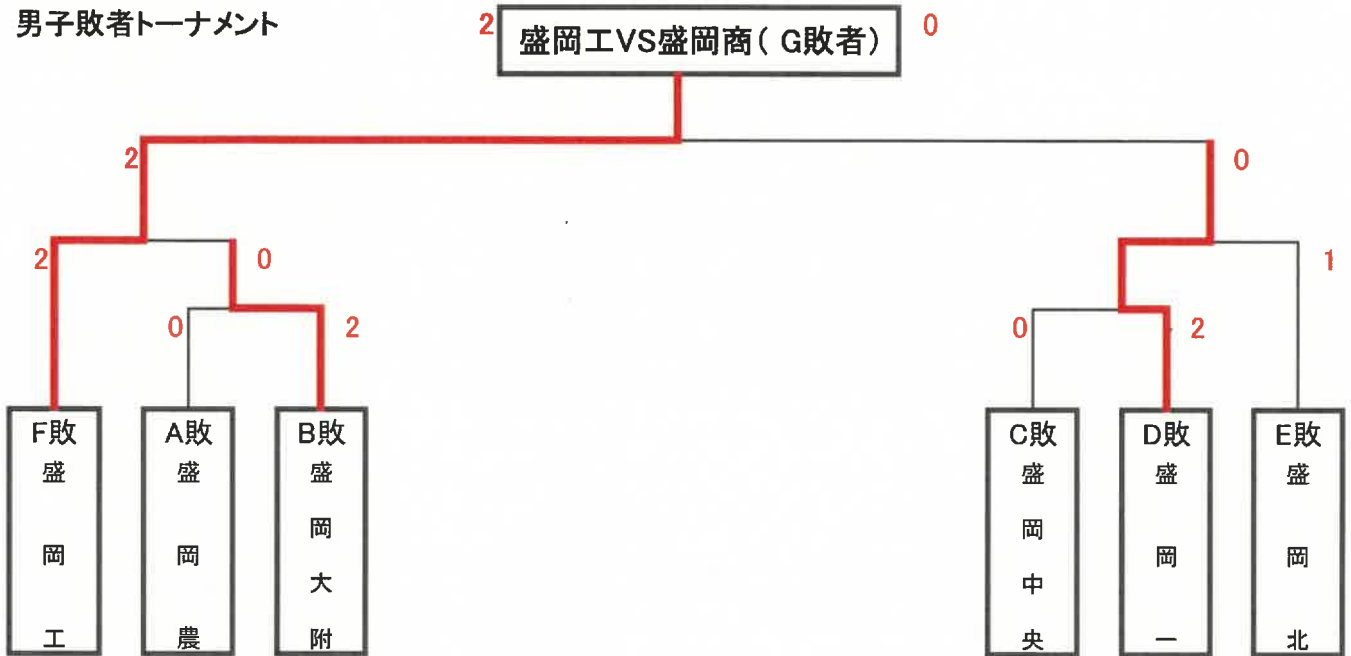 男子敗者トーナメント
2 盛岡工VS盛岡商( G敗者) 0
2 0
2 0 1
0 2 0 2
F敗 A敗 B敗 C敗 D敗 E敗
盛岡工
盛岡農
盛岡大附
盛岡中央
盛岡一
盛岡北